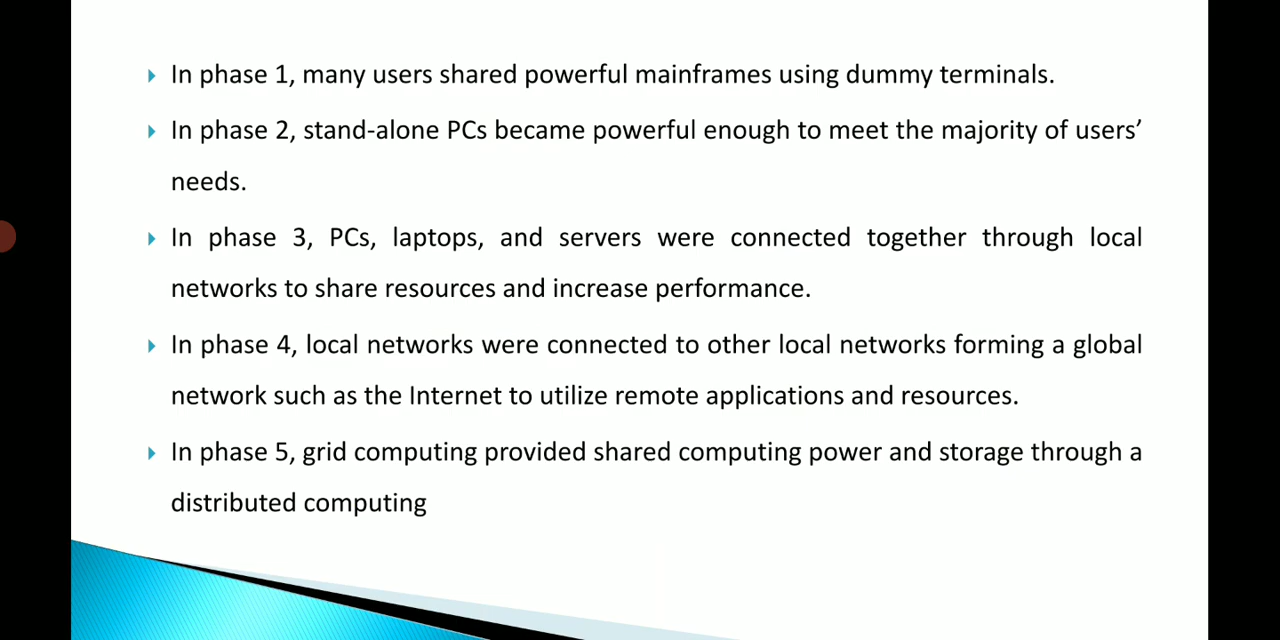 In phase 1, many users shared powerful mainframes using dummy terminals.
In phase 2, stand-alone PCs became powerful enough to meet the majority of users’
needs.
In phase 3, PCs, laptops, and servers were connected together through local
networks to share resources and increase performance.
In phase 4, local networks were connected to other local networks forming a global
network such as the Internet to utilize remote applications and resources.
In phase 5, grid computing provided shared computing power and storage through a
distributed computing